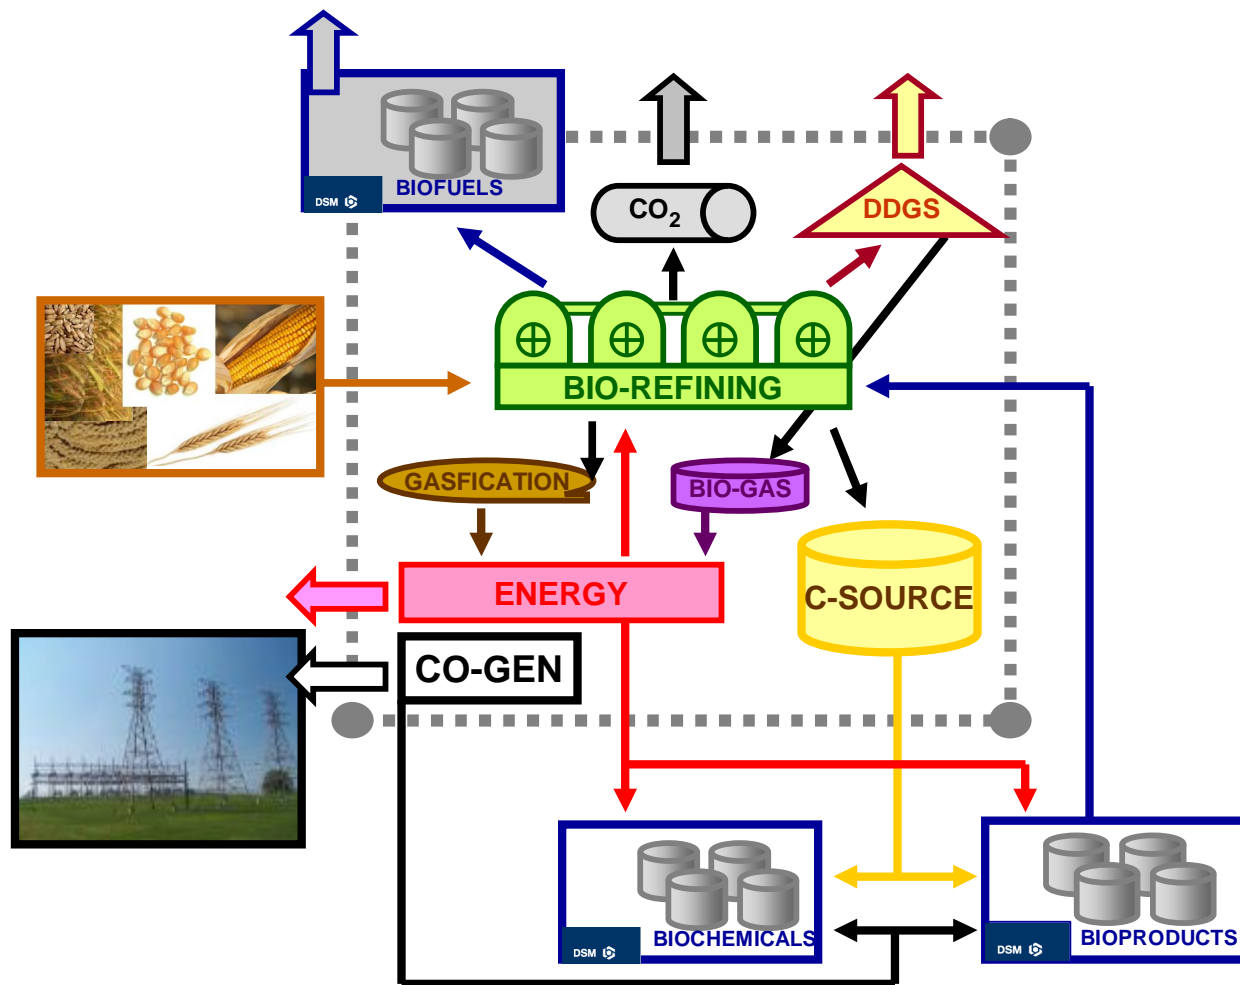 BIOFUELS
DSM
CO2
DDGS
BIO-REFINING
GASFICATION
BIO-GAS
ENERGY
C-SOURCE
CO-GEN
BIOCHEMICALS
DSM
BIOPRODUCTS
DSM